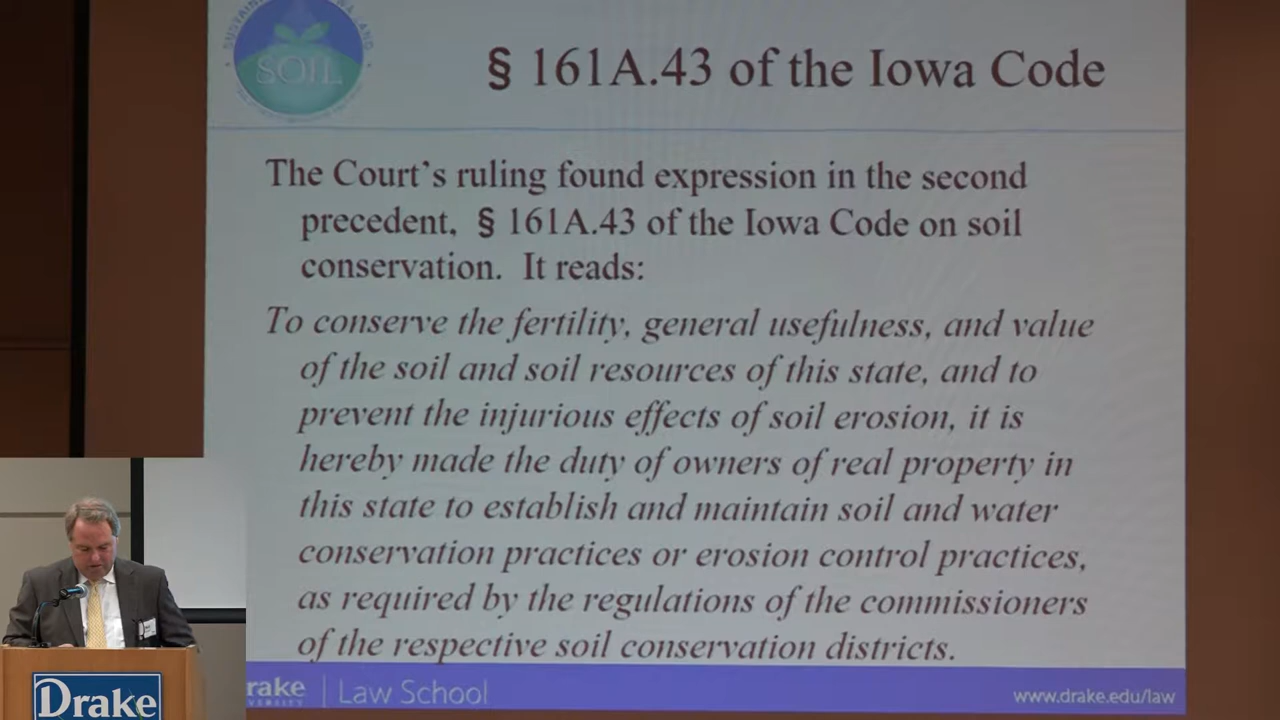 SOIL
§ 161A.43 of the Iowa Code
The Court’s ruling found expression in the second
precedent, § 161A.43 of the Iowa Code on soil
conservation. It reads:
To conserve the fertility, general usefulness, and value
of the soil and soil resources of this state, and to
prevent the injurious effects of soil erosion, it is
hereby made the duty of owners of real property in
this state to establish and maintain soil and water
conservation practices or erosion control practices,
as required by the regulations of the commissioners
of the respective soil conservation districts.
rake
VERSITY
Law School
www.drake.edu/law
Drake